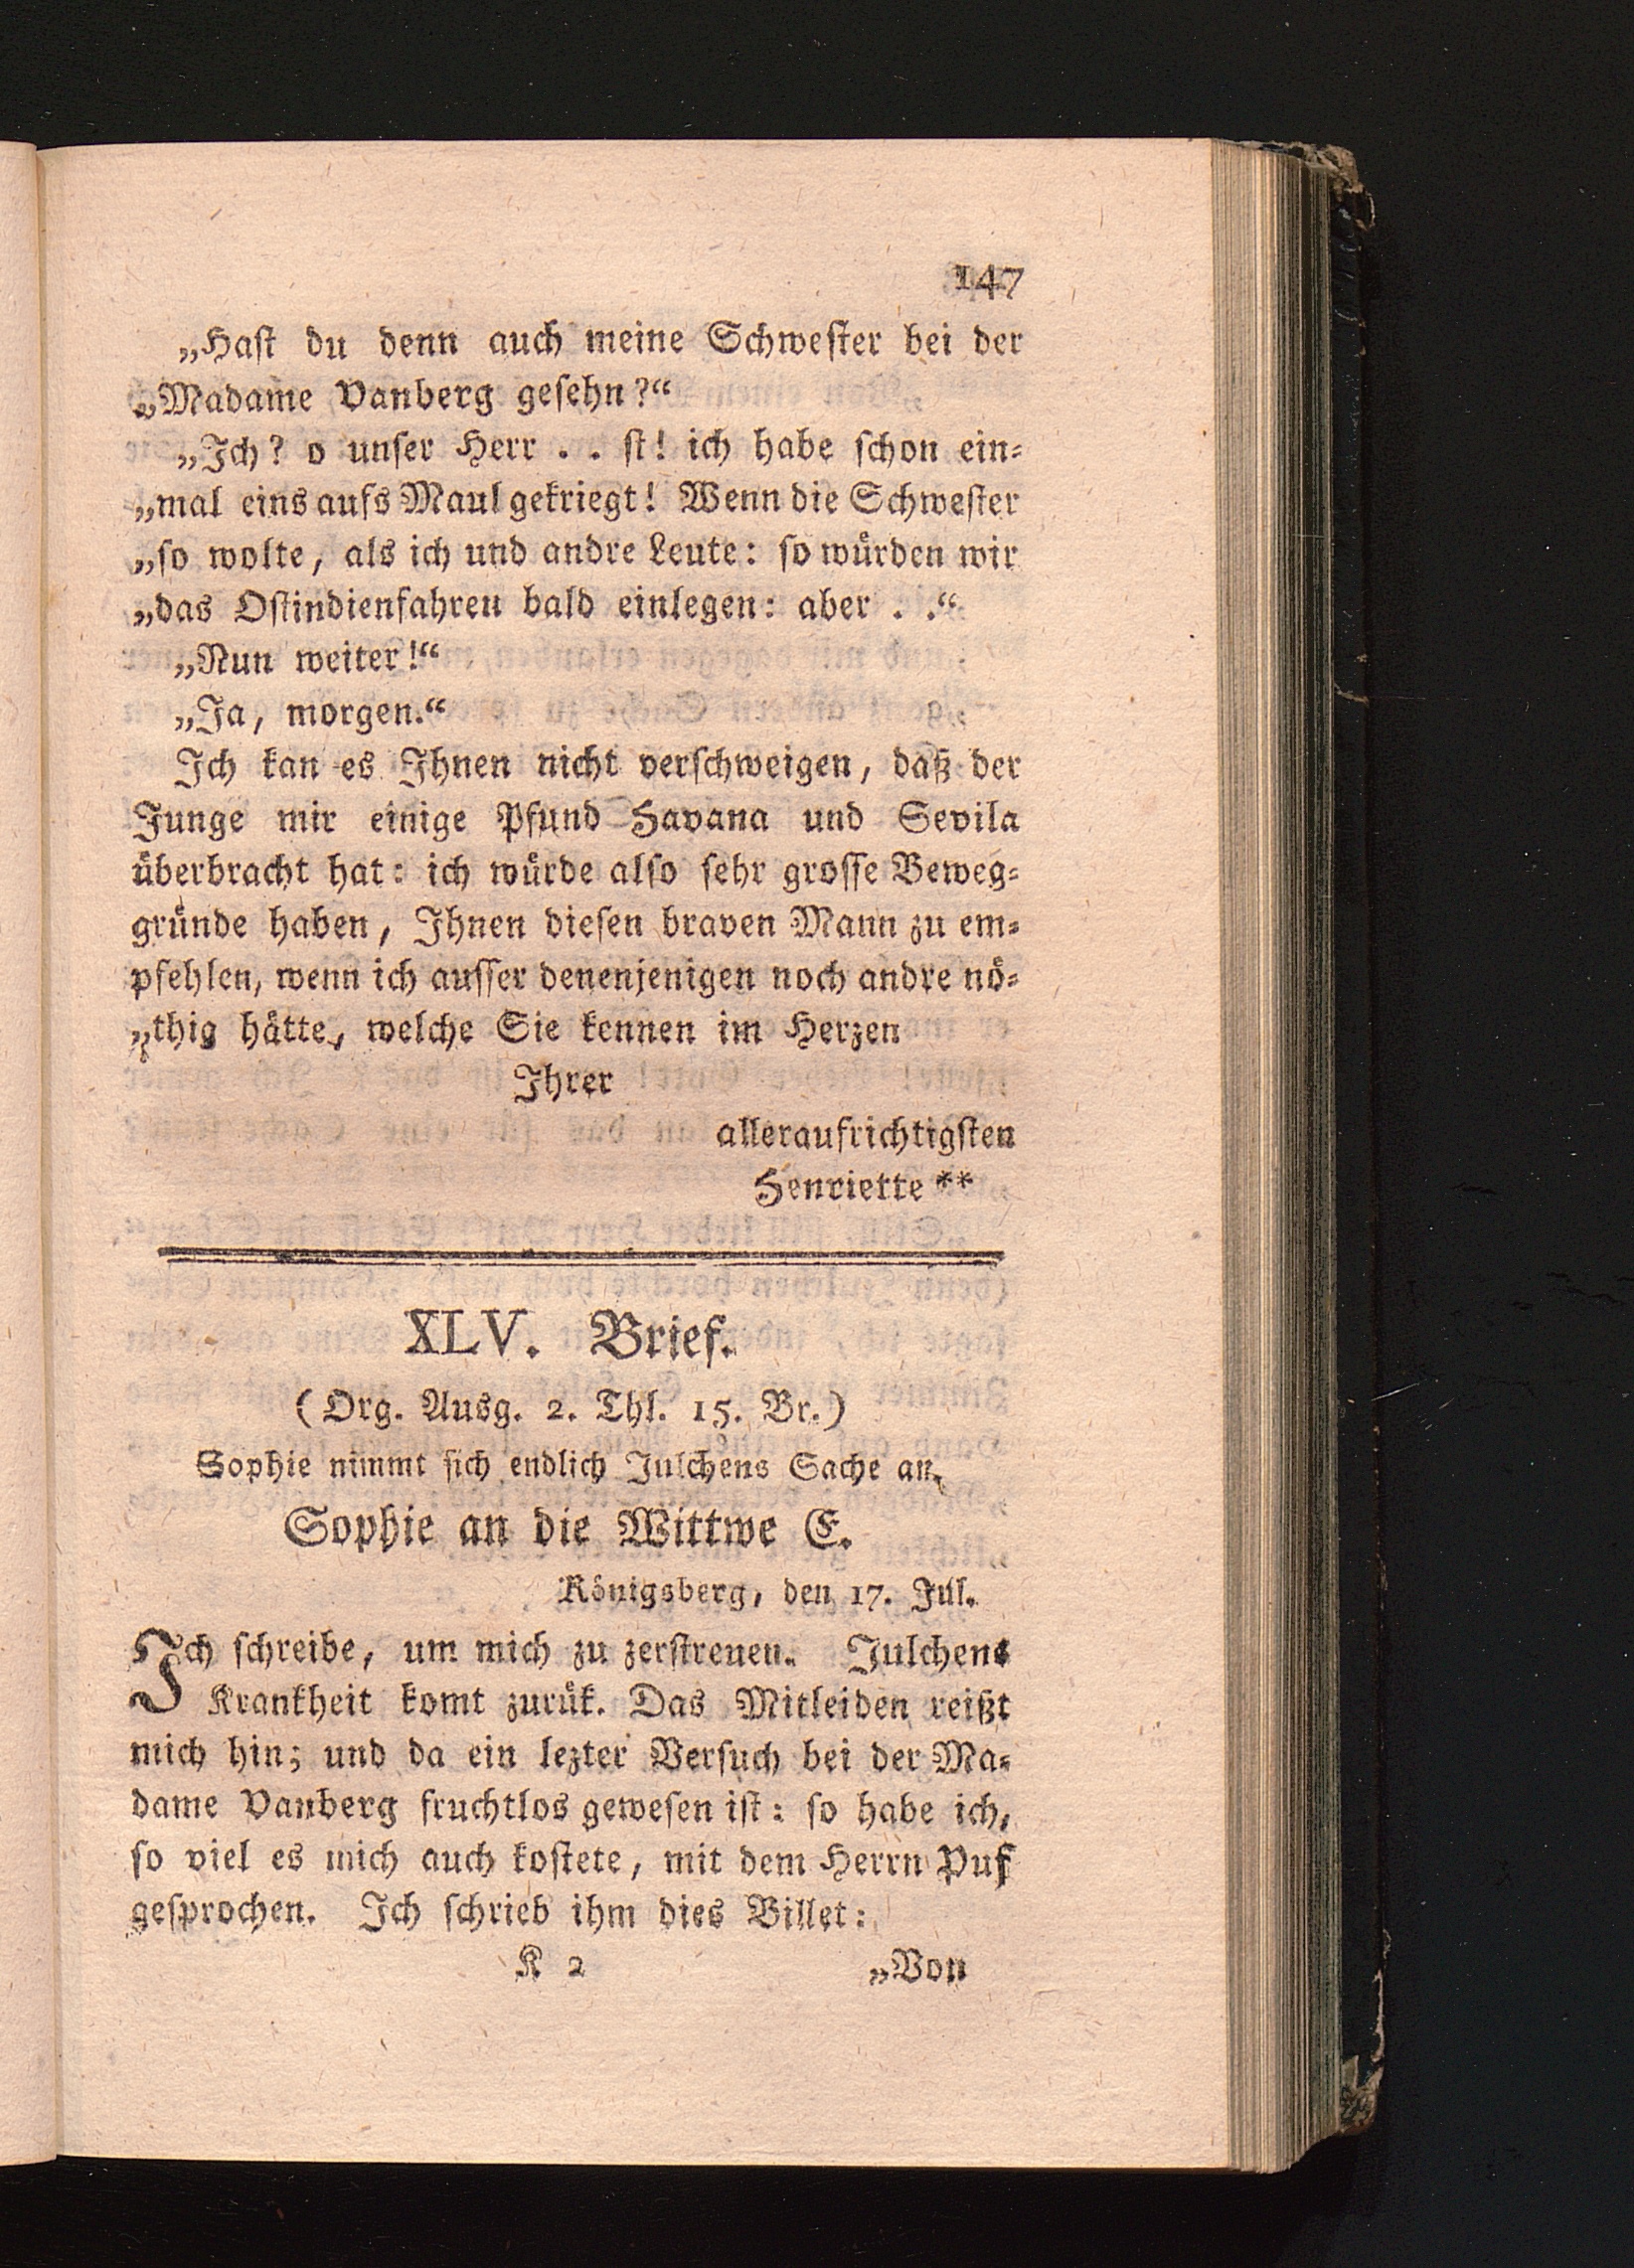 147
„Hast du denn auch meine Schwester bei der
„Madame Vanberg gesehn?“
„Ich? o unser Herr . . st! ich habe schon ein=
„mal eins aufs Maul gekriegt! Wenn die Schwester
„so wolte, als ich und andre Leute: so würden wir
„das Ostindienfahren bald einlegen: aber . .“
„Nun weiter!“
„Ja, morgen.“
Ich kan es Ihnen nicht verschweigen, daß der
Junge mir einige Pfund Havana und Sevila
überbracht hat: ich würde also sehr grosse Beweg=
gründe haben, Ihnen diesen braven Mann zu em=
pfehlen, wenn ich ausser denenjenigen noch andre nö=
„thig hätte, welche Sie kennen im Herzen
Ihrer
alleraufrichtigsten
Henriette **
XLV. Brief.
(Org. Ausg. 2. Thl. 15. Br.)
Sophie nimmt sich endlich Julchens Sache an.
Sophie an die Wittwe E.
Königsberg, den 17. Jul.
Ich schreibe, um mich zu zerstreuen. Julchens
Krankheit komt zurük. Das Mitleiden reißt
mich hin; und da ein lezter Versuch bei der Ma=
dame Vanberg fruchtlos gewesen ist: so habe ich,
so viel es mich auch kostete, mit dem Herrn Puf
gesprochen. Ich schrieb ihm dies Billet:
K 2 „Von